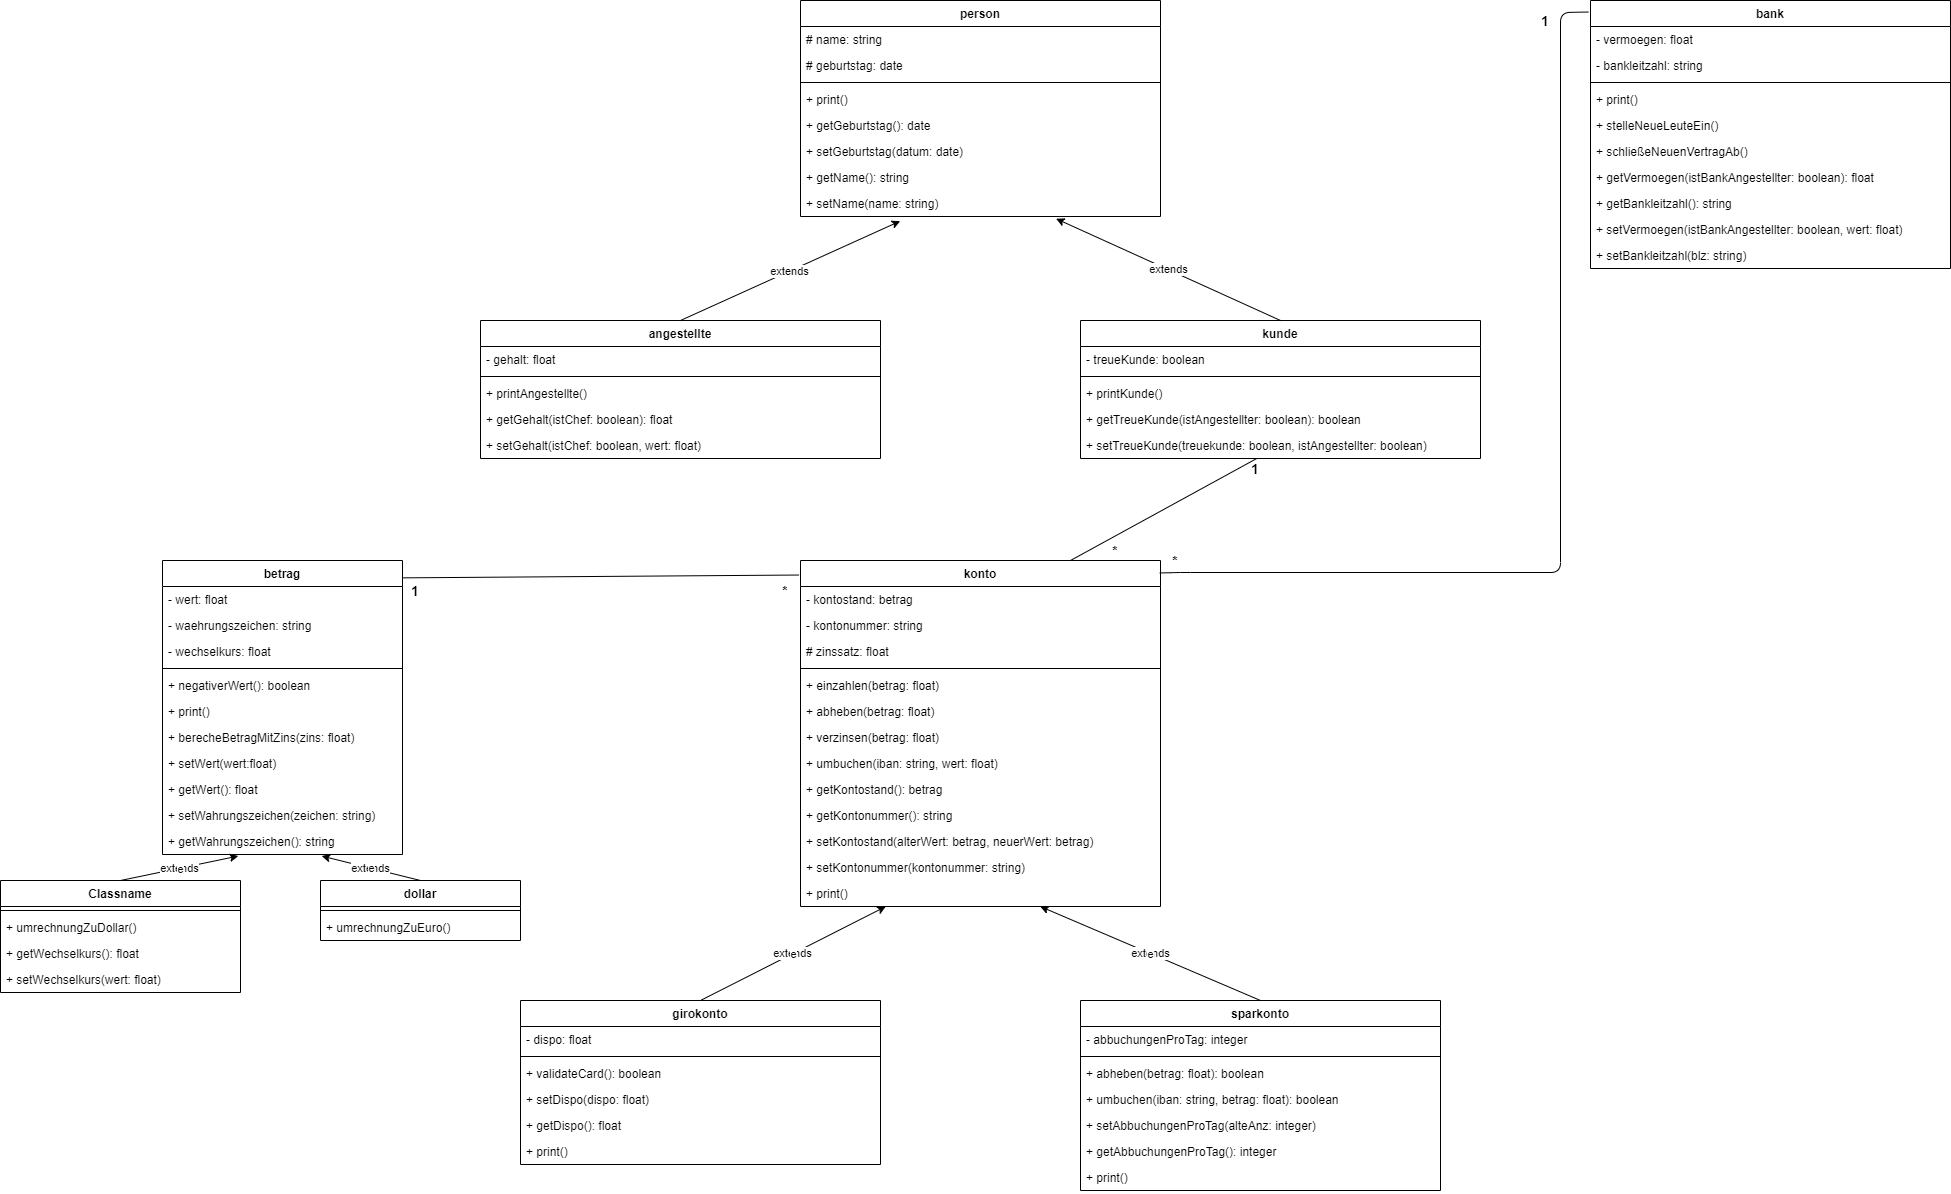 person
# name: string
# geburtstag: date
+ print()
+ getGeburtstag(): date
+ setGeburtstag(datum: date)
+ getName(): string
+ setName(name: string)
1
bank
- vermoegen: float
- bankleitzahl: string
+ print()
+ stelleNeueLeuteEin()
+ schließeNeuenVertragAb()
+ getVermoegen(istBankAngestellter: boolean): float
+ getBankleitzahl(): string
+ setVermoegen(istBankAngestellter: boolean, wert: float)
+ setBankleitzahl(blz: string)
extends
extends
angestellte
- gehalt: float
+ printAngestellte()
+ getGehalt(istChef: boolean): float
+ setGehalt(istChef: boolean, wert: float)
kunde
- treueKunde: boolean
+ printKunde()
+ getTreueKunde(istAngestellter: boolean): boolean
+ setTreueKunde(treuekunde: boolean, istAngestellter: boolean)
1
*
*
betrag
- wert: float
- waehrungszeichen: string
- wechselkurs: float
+ negativerWert(): boolean
+ print()
+ berecheBetragMitZins(zins: float)
+ setWert(wert:float)
+ getWert(): float
+ setWahrungszeichen(zeichen: string)
+ getWahrungszeichen(): string
1
*
konto
- kontostand: betrag
- kontonummer: string
# zinssatz: float
+ einzahlen(betrag: float)
+ abheben(betrag: float)
+ verzinsen(betrag: float)
+ umbuchen(iban: string, wert: float)
+ getKontostand(): betrag
+ getKontonummer(): string
+ setKontostand(alterWert: betrag, neuerWert: betrag)
+ setKontonummer(kontonummer: string)
+ print()
extends
extends
Classname
+ umrechnungZuDollar()
+ getWechselkurs(): float
+ setWechselkurs(wert: float)
dollar
+ umrechnungZuEuro()
extends
extends
girokonto
- dispo: float
+ validateCard(): boolean
+ setDispo(dispo: float)
+ getDispo(): float
+ print()
sparkonto
- abbuchungenProTag: integer
+ abheben(betrag: float): boolean
+ umbuchen(iban: string, betrag: float): boolean
+ setAbbuchungenProTag(alteAnz: integer)
+ getAbbuchungenProTag(): integer
+ print()